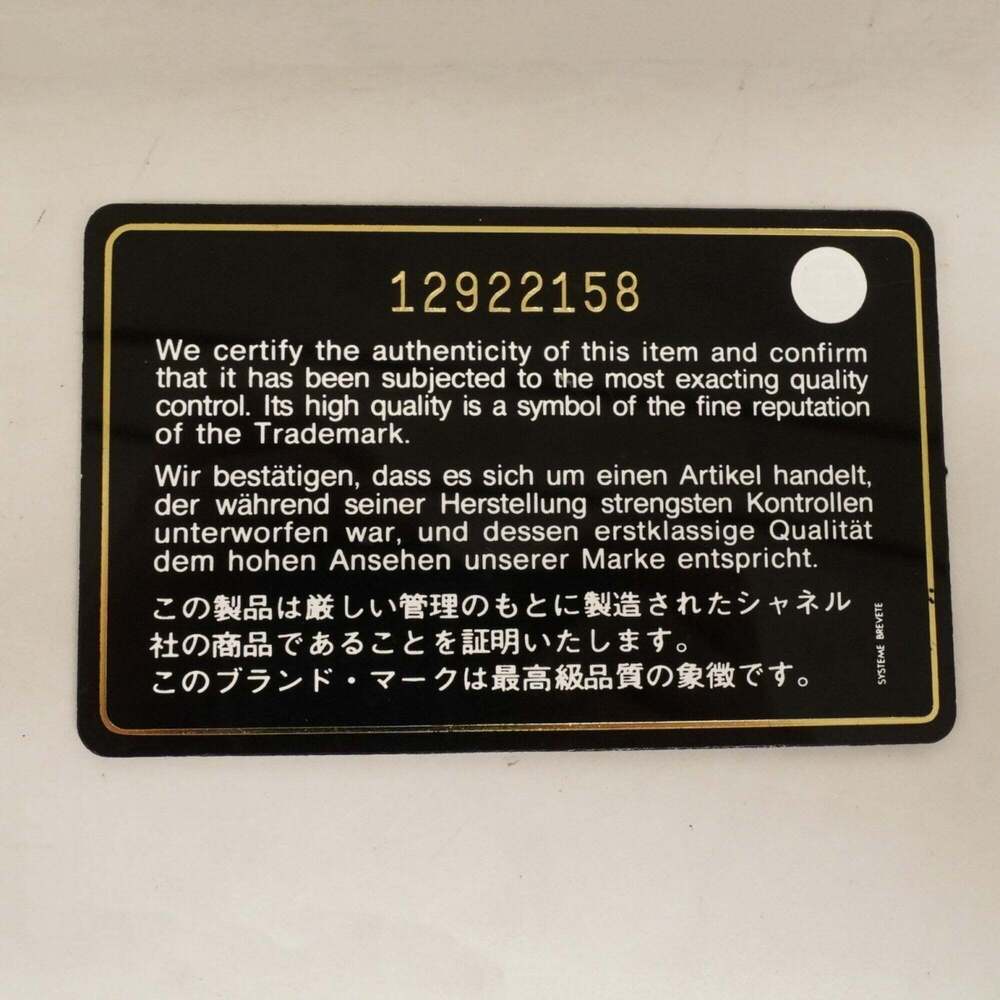 12922158
We certify the authenticity of this item and confirm
that it has been subjected to the most exacting quality
control. Its high quality is a symbol of the fine reputation
of the Trademark.
Wir bestätigen, dass es sich um einen Artikel handelt,
der während seiner Herstellung strengsten Kontrollen
unterworfen war, und dessen erstklassige Qualität
dem hohen Ansehen unserer Marke entspricht.
この製品は厳しい管理のもとに製造されたシャネル
社の商品であることを証明いたします。
このブランド・マークは最高級品質の象徴です。
SYSTEME BREVETE